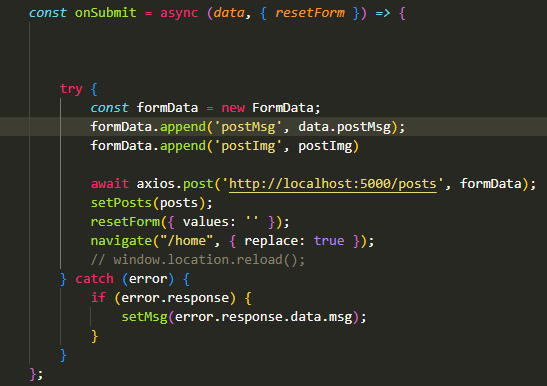 const onSubmit = async (data, { resetForm }) => {
try {
const formData = new FormData;
formData.append('postMsg', data.postMsg);
formData.append('postImg', postImg)
await axios.post('http://localhost:5000/posts', formData);
setPosts(posts);
resetForm({ values: '' });
navigate("/home", { replace: true });
// window.location.reload();
} catch (error) {
if (error.response) {
setMsg(error.response.data.msg);
}
}
};